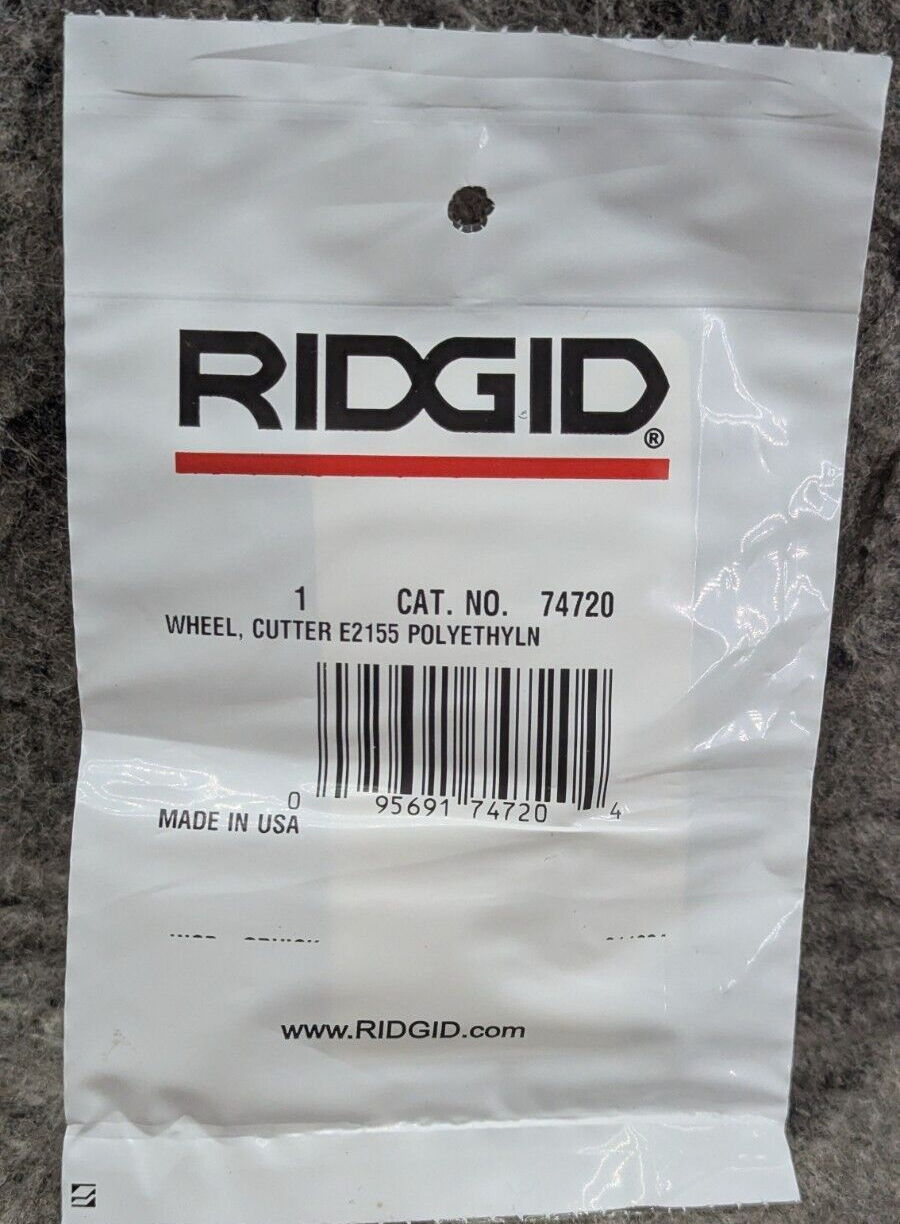 RIDGID®
1 CAT. NO. 74720
WHEEL, CUTTER E2155 POLYETHYLN
0 95691 74720 4
MADE IN USA
www.RIDGID.com